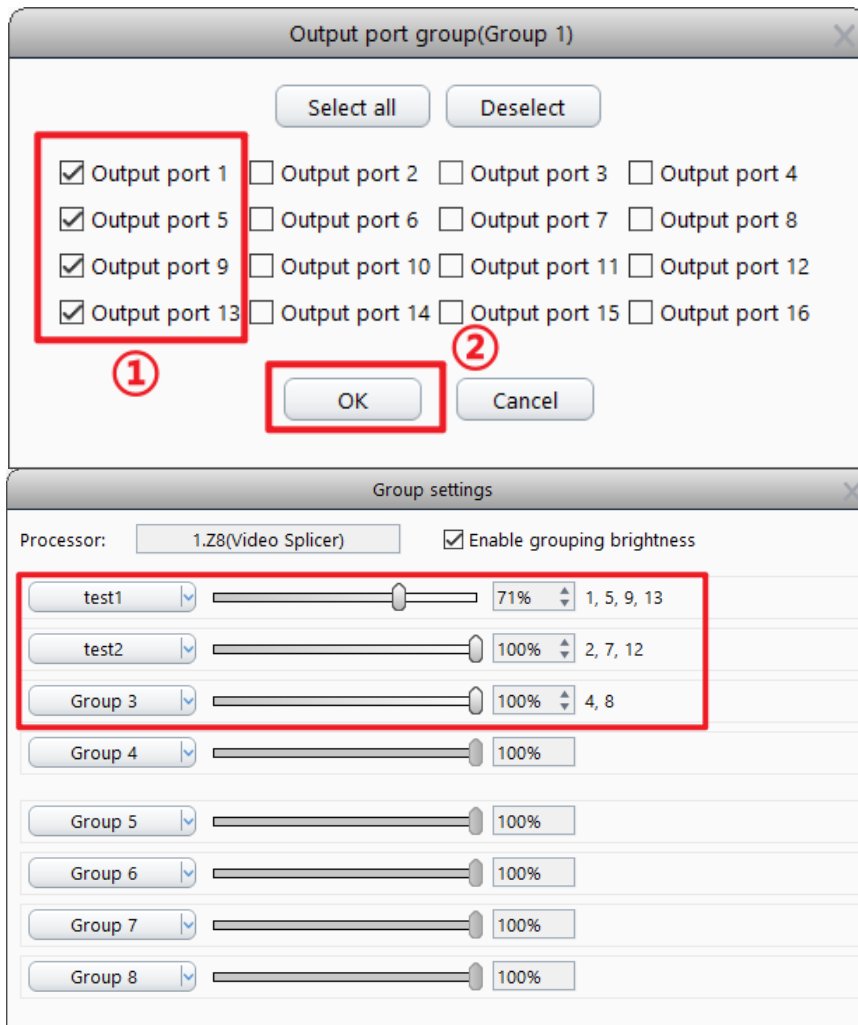 Output port group(Group 1)
Select all Deselect
Output port 1 Output port 2 Output port 3 Output port 4
Output port 5 Output port 6 Output port 7 Output port 8
Output port 9 Output port 10 Output port 11 Output port 12
Output port 13 Output port 14 Output port 15 Output port 16
① ②
OK Cancel
Group settings
Processor: 1.Z8(Video Splicer) Enable grouping brightness
test1 71% 1, 5, 9, 13
test2 100% 2, 7, 12
Group 3 100% 4, 8
Group 4 100%
Group 5 100%
Group 6 100%
Group 7 100%
Group 8 100%